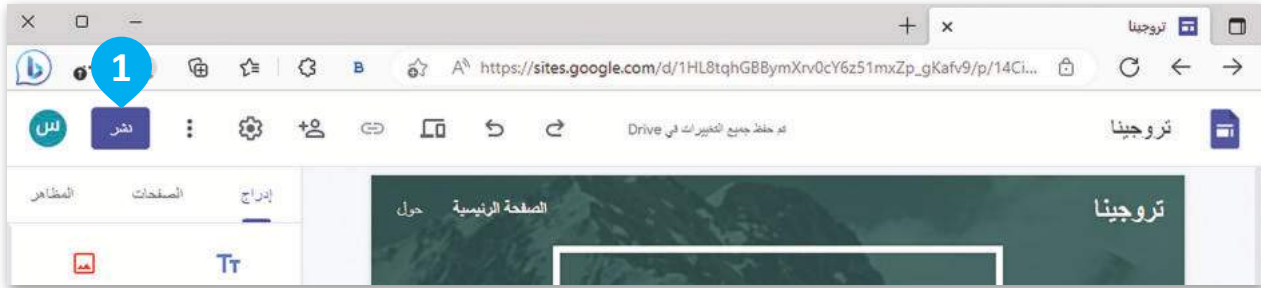 تروجينا
https://sites.google.com/d/1HL8tqhGBBymXrv0cY6z51mxZp_gKafv9/p/14Ci...
1
تروجينا
تم حفظ جميع التغييرات في Drive
نشر
س
تروجينا
الصفحة الرئيسية
حول
إدراج
الصفحات
المظاهر